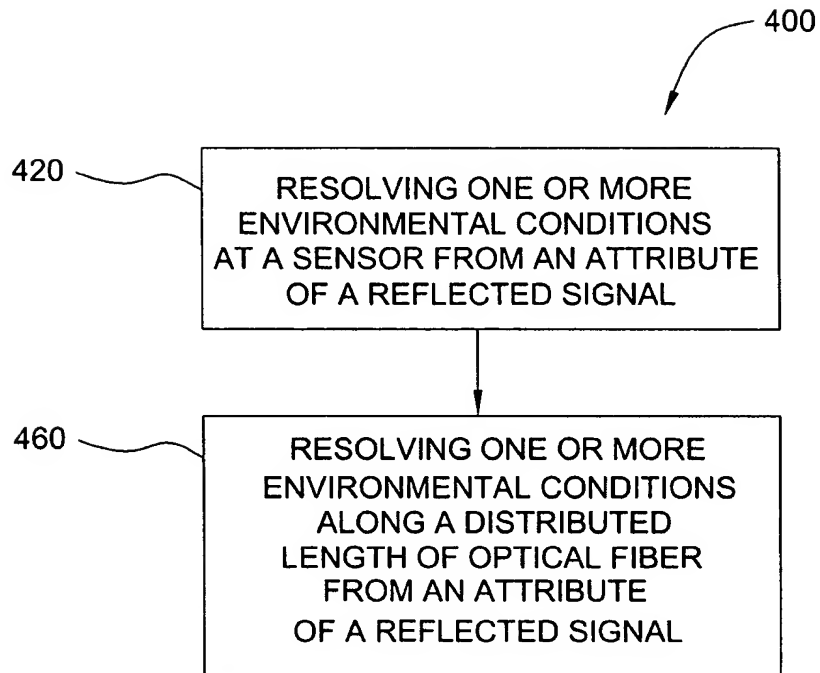 400
420
RESOLVING ONE OR MORE
ENVIRONMENTAL CONDITIONS
AT A SENSOR FROM AN ATTRIBUTE
OF A REFLECTED SIGNAL
460
RESOLVING ONE OR MORE
ENVIRONMENTAL CONDITIONS
ALONG A DISTRIBUTED
LENGTH OF OPTICAL FIBER
FROM AN ATTRIBUTE
OF A REFLECTED SIGNAL